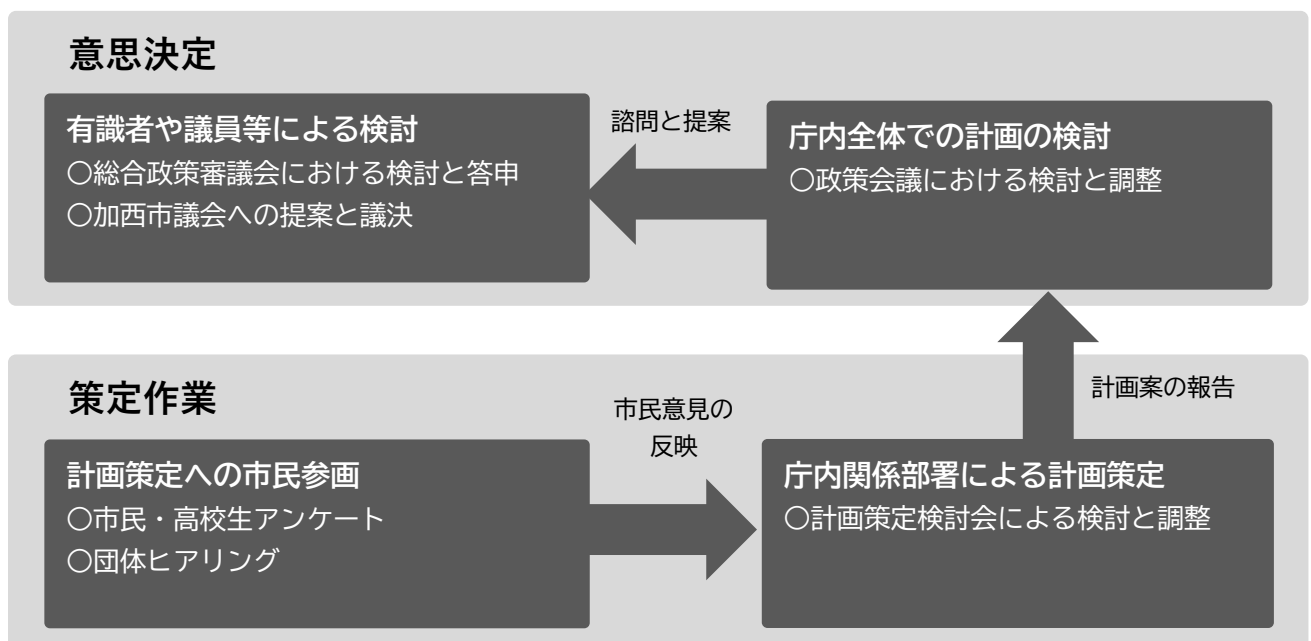 意思決定
有識者や議員等による検討
○総合政策審議会における検討と答申
○加西市議会への提案と議決
諮問と提案
庁内全体での計画の検討
○政策会議における検討と調整
計画案の報告
策定作業
計画策定への市民参画
○市民・高校生アンケート
○団体ヒアリング
市民意見の
反映
庁内関係部署による計画策定
○計画策定検討会による検討と調整